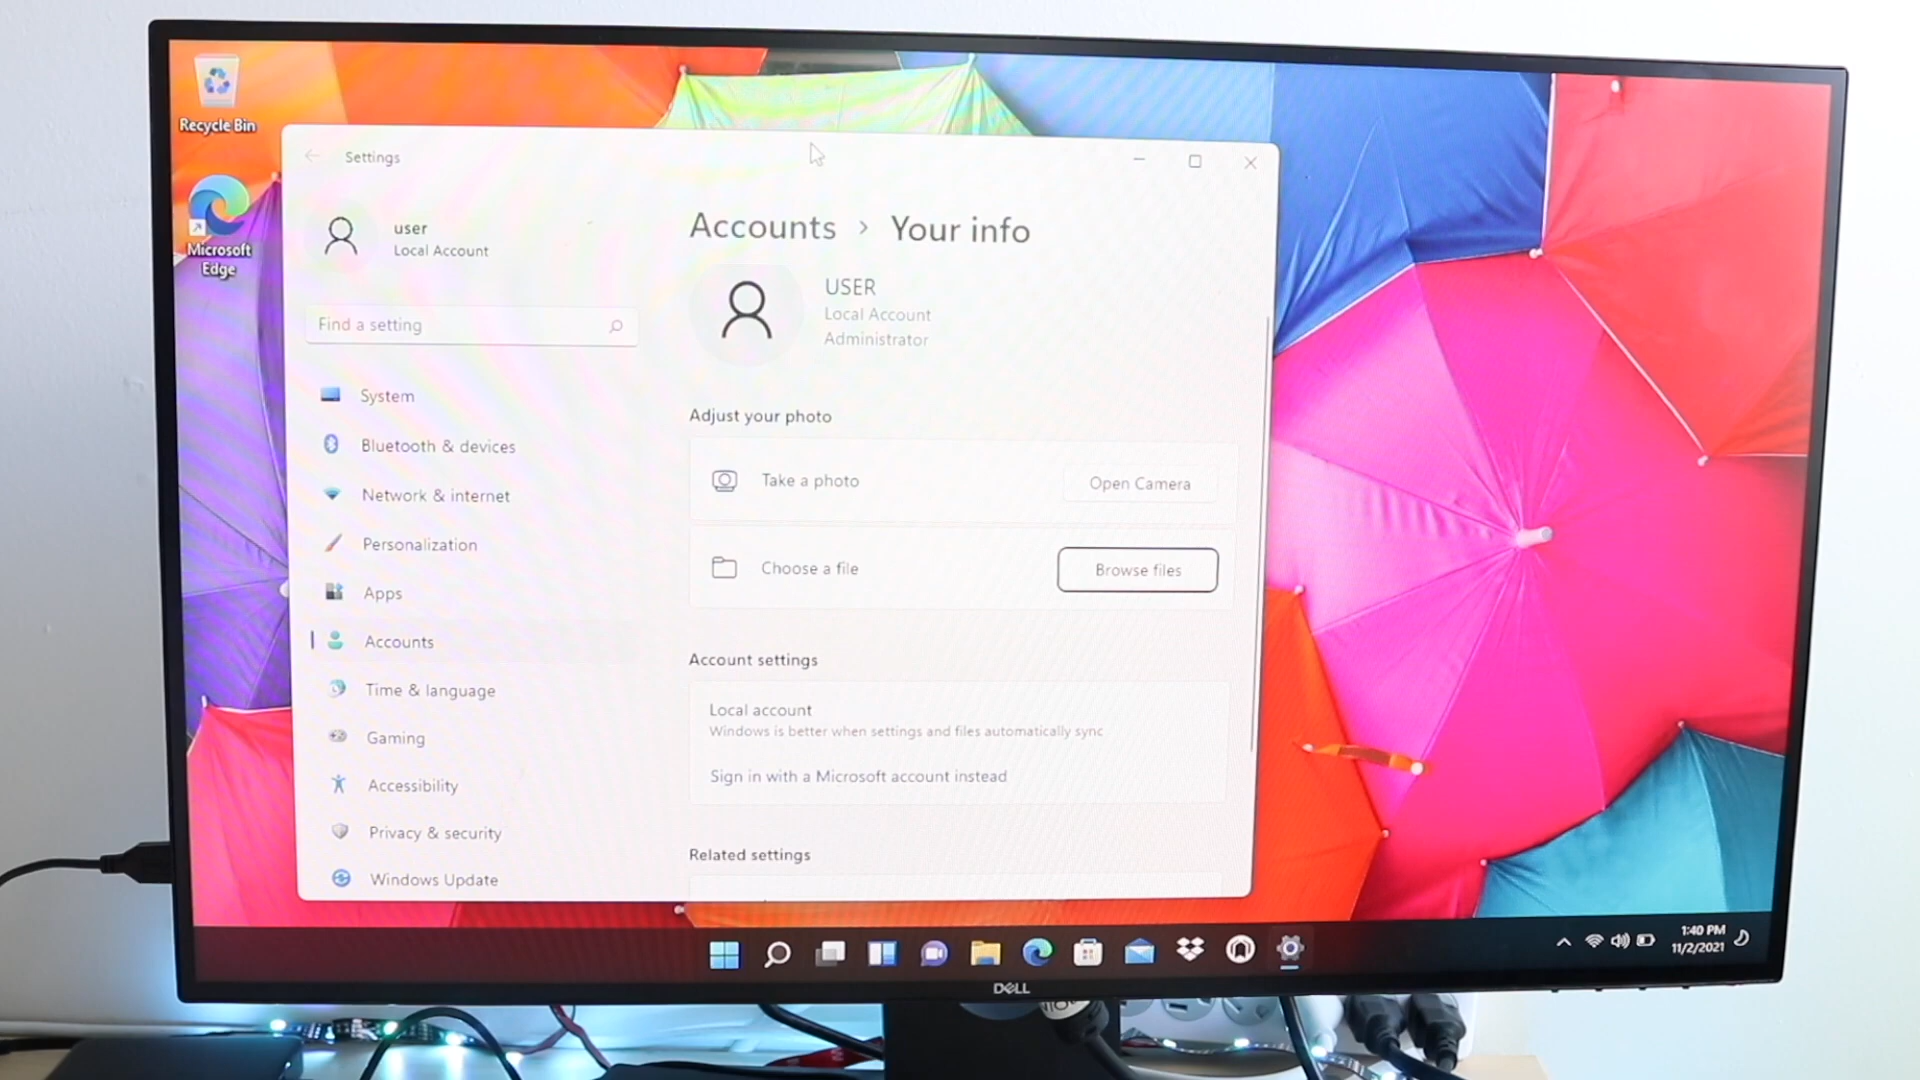 Recycle Bin
Microsoft
Edge
Settings
user
Local Account
Find a setting
System
Bluetooth & devices
Network & internet
Personalization
Apps
Accounts
Time & language
Gaming
Accessibility
Privacy & security
Windows Update
Accounts > Your info
USER
Local Account
Administrator
Adjust your photo
Take a photo
Open Camera
Choose a file
Browse files
Account settings
Local account
Windows is better when settings and files automatically sync
Sign in with a Microsoft account instead
Related settings
1:40 PM
11/2/2021
DELL